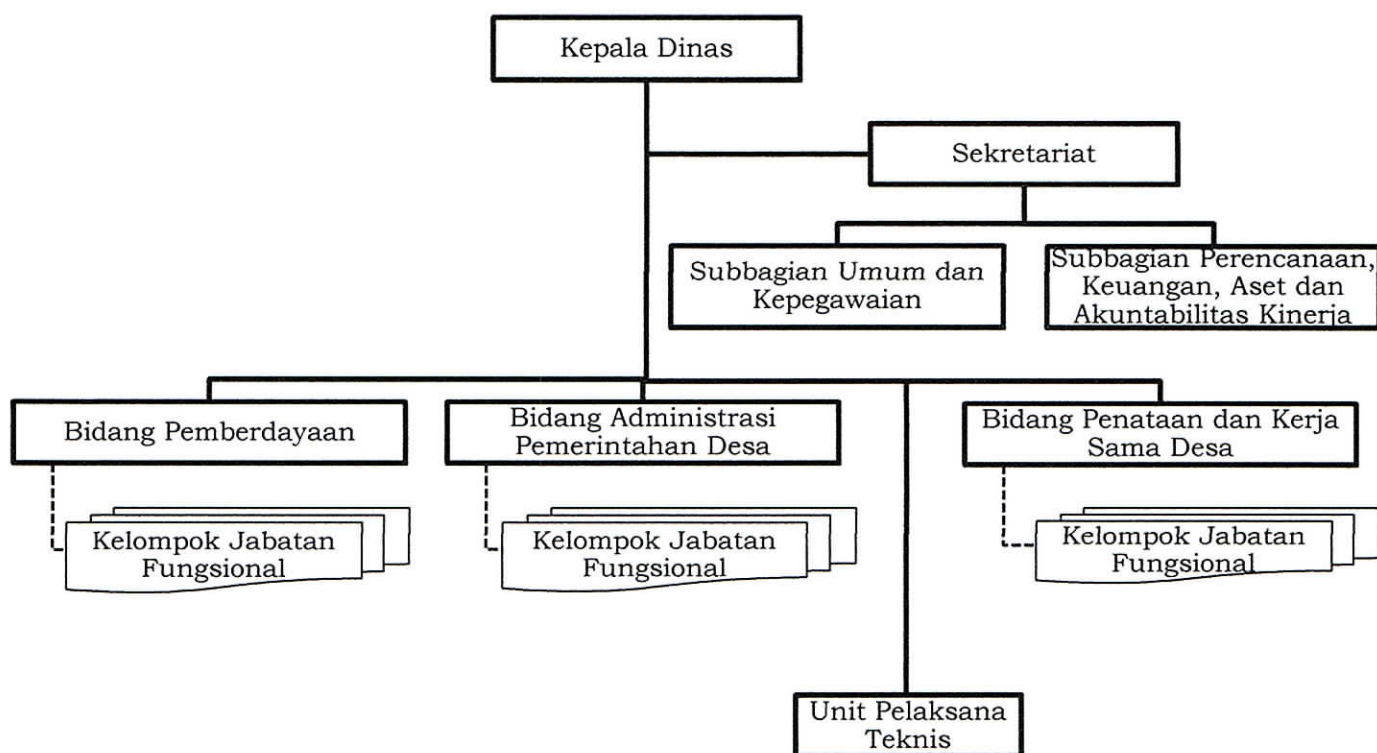 Kepala Dinas
Sekretariat
Subbagian Umum dan
Kepegawaian
Subbagian Perencanaan,
Keuangan, Aset dan
Akuntabilitas Kinerja
Bidang Pemberdayaan
Bidang Administrasi
Pemerintahan Desa
Bidang Penataan dan Kerja
Sama Desa
Kelompok Jabatan
Fungsional
Kelompok Jabatan
Fungsional
Kelompok Jabatan
Fungsional
Unit Pelaksana
Teknis